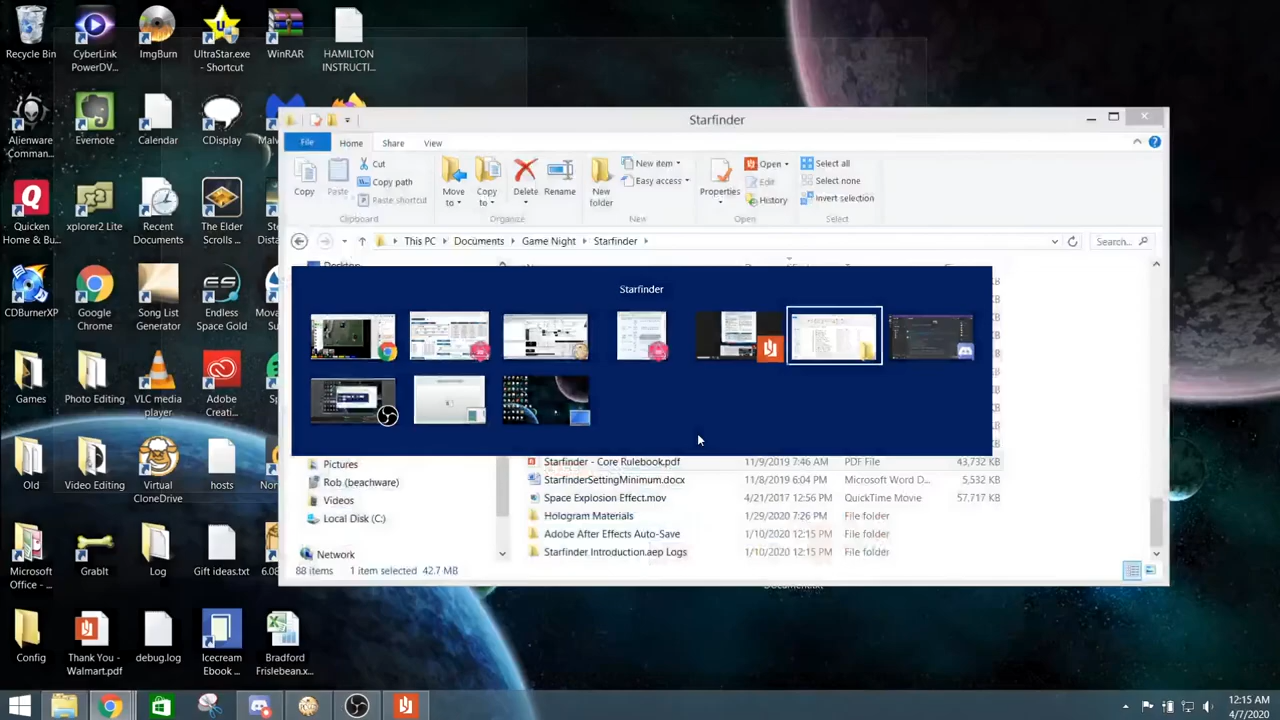 Recycle Bin
CyberLink PowerDV...
ImgBurn
UltraStar.exe - Shortcut
WinRAR
HAMILTON INSTRUCTI...
Alienware Comman...
Evernote
Calendar
CDisplay
Quicken Home & Bu...
xplorer2 Lite
Recent Documents
The Elder Scrolls
CDBurnerXP
Google Chrome
Song List Generator
Endless Space Gold
Games
Photo Editing
VLC media player
Adobe Creati...
Old
Video Editing
Virtual CloneDrive
hosts
Microsoft Office - ...
GrabIt
Log
Gift ideas.txt
Config
Thank You - Walmart.pdf
debug.log
Icecream Ebook ...
Bradford Frislebean.x...
Starfinder
File
Home
Share
View
Copy
Paste
Cut
Copy path
Paste shortcut
Clipboard
Move to
Copy to
Delete
Rename
Organize
New folder
New item
Easy access
New
Properties
Open
Edit
History
Open
Select all
Select none
Invert selection
Select
This PC
Documents
Game Night
Starfinder
Search...
Desktop
Starfinder
Pictures
Rob (beachware)
Videos
Local Disk (C:)
Network
Starfinder - Core Rulebook.pdf 11/9/2019 7:46 AM PDF File 43,732 KB
StarfinderSettingMinimum.docx 11/8/2019 6:04 PM Microsoft Word D... 5,532 KB
Space Explosion Effect.mov 4/21/2017 12:56 PM QuickTime Movie 57,717 KB
Hologram Materials 1/29/2020 7:26 PM File folder
Adobe After Effects Auto-Save 1/10/2020 12:15 PM File folder
Starfinder Introduction.aep Logs 1/10/2020 12:15 PM File folder
88 items 1 item selected 42.7 MB
12:15 AM
4/7/2020